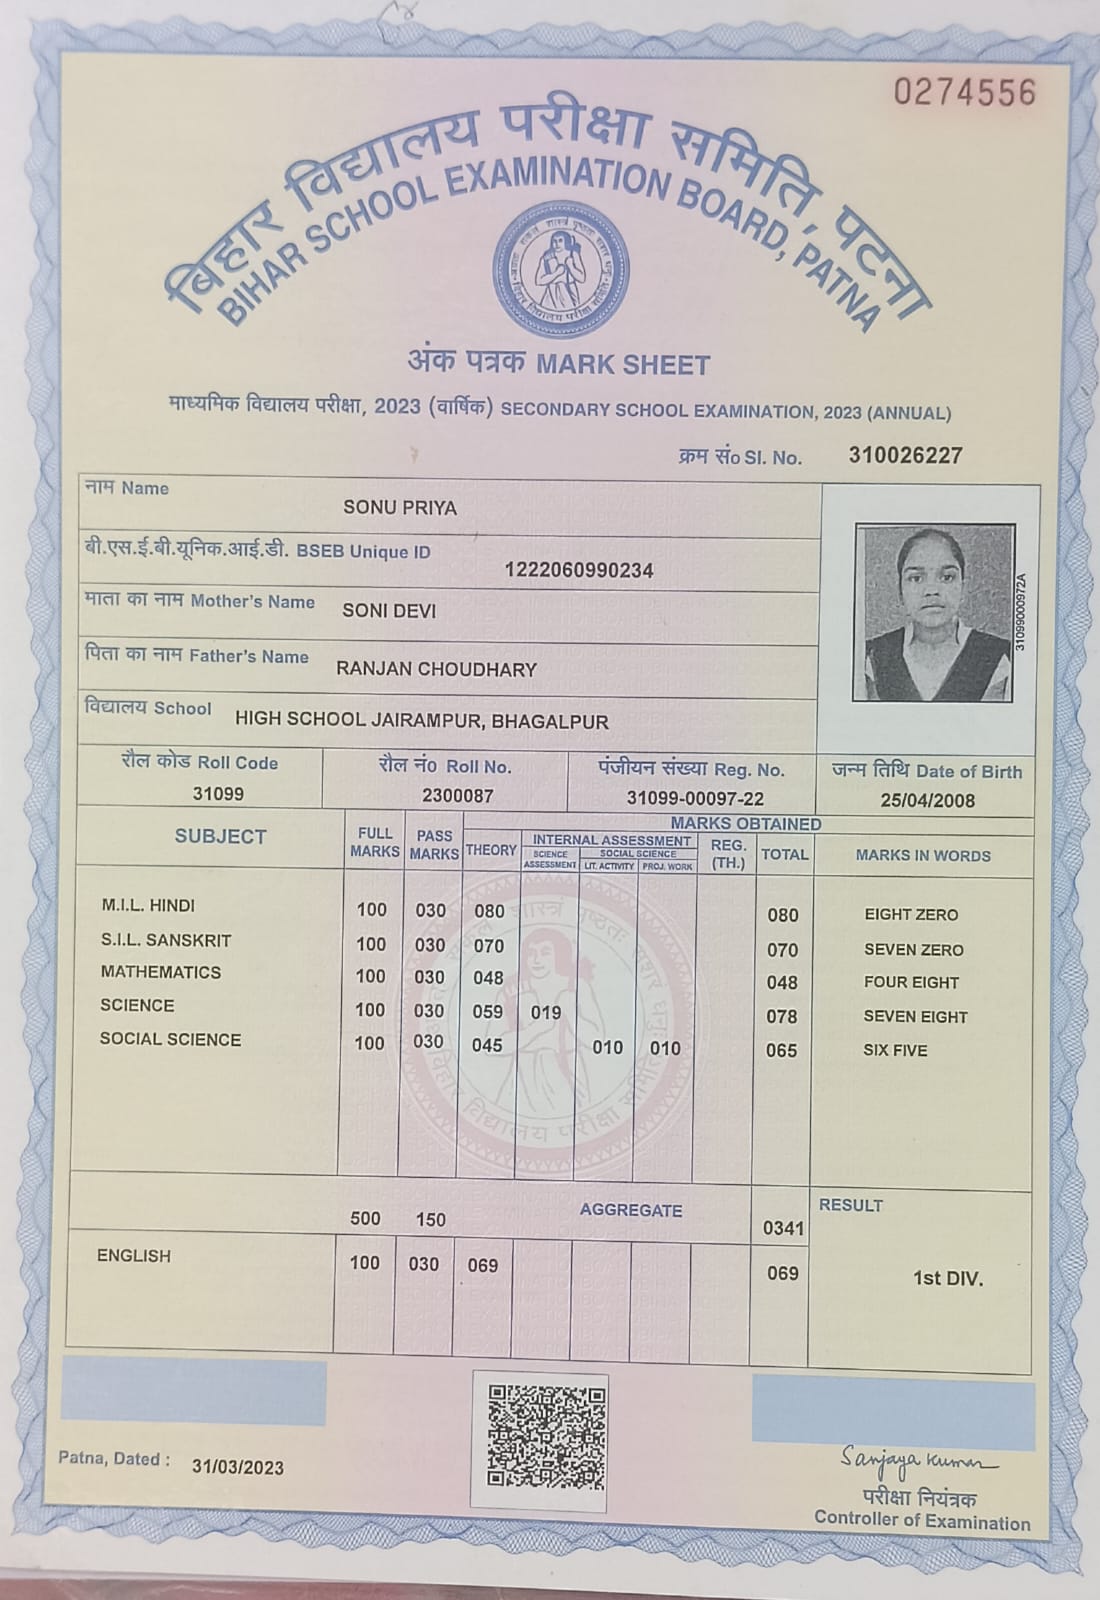 0274556
बिहार विद्यालय परीक्षा समिति, पटना
BIHAR SCHOOL EXAMINATION BOARD, PATNA
अंक पत्रक MARK SHEET
माध्यमिक विद्यालय परीक्षा, 2023 (वार्षिक) SECONDARY SCHOOL EXAMINATION, 2023 (ANNUAL)
क्रम सं० Sl. No. 310026227
नाम Name SONU PRIYA
बी.एस.ई.बी.यूनिक.आई.डी. BSEB Unique ID 1222060990234
माता का नाम Mother's Name SONI DEVI
पिता का नाम Father's Name RANJAN CHOUDHARY
विद्यालय School HIGH SCHOOL JAIRAMPUR, BHAGALPUR
31099000972A
रौल कोड Roll Code रौल नं० Roll No. पंजीयन संख्या Reg. No. जन्म तिथि Date of Birth
31099 2300087 31099-00097-22 25/04/2008
SUBJECT FULL MARKS PASS MARKS MARKS OBTAINED
THEORY INTERNAL ASSESSMENT REG. (TH.) TOTAL MARKS IN WORDS
SCIENCE ASSESSMENT SOCIAL SCIENCE
LIT. ACTIVITY PROJ. WORK
M.I.L. HINDI 100 030 080 080 EIGHT ZERO
S.I.L. SANSKRIT 100 030 070 070 SEVEN ZERO
MATHEMATICS 100 030 048 048 FOUR EIGHT
SCIENCE 100 030 059 019 078 SEVEN EIGHT
SOCIAL SCIENCE 100 030 045 010 010 065 SIX FIVE
500 150 AGGREGATE 0341 RESULT
ENGLISH 100 030 069 069 1st DIV.
Patna, Dated : 31/03/2023
Sanjaya Kumar
परीक्षा नियंत्रक
Controller of Examination